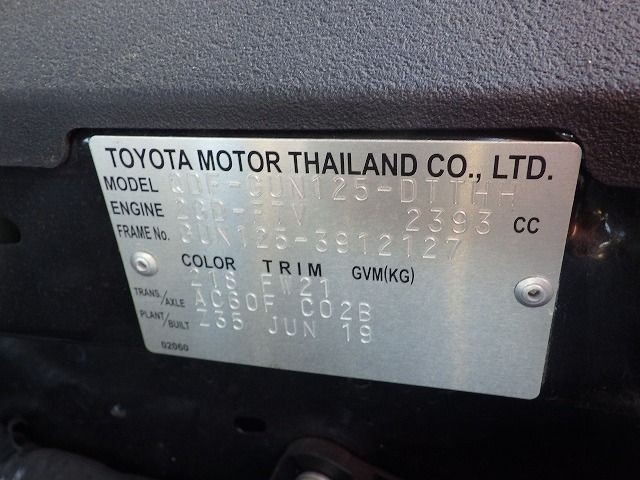 TOYOTA MOTOR THAILAND CO., LTD.
MODEL QDF-GUN125-DTTHH
ENGINE 2GD-F7V 2393 CC
FRAME No. GUN125-3912127
COLOR TRIM GVM(KG)
218 FW21
TRANS./AXLE AC60F C02B
PLANT/BUILT Z35 JUN 19
02060